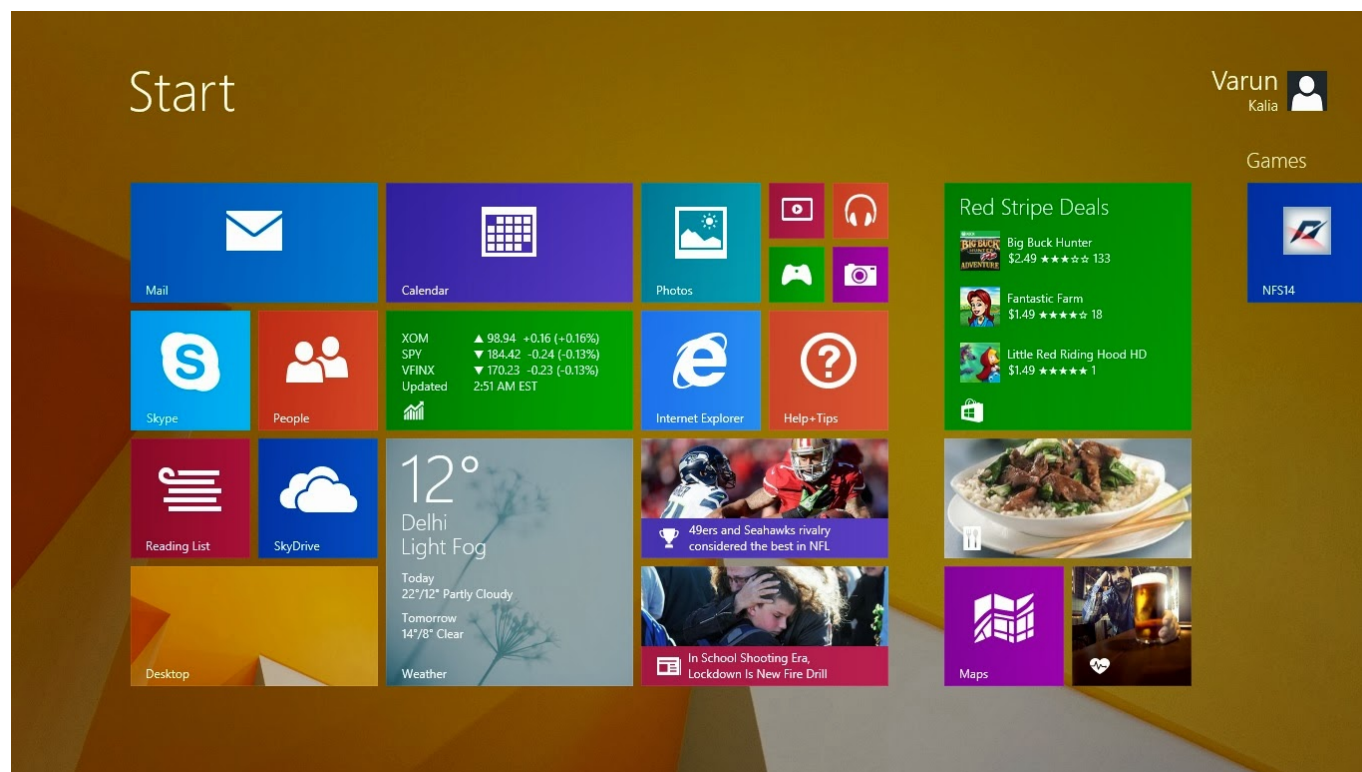 Start
Varun
Kalia
Games
Mail
Calendar
Photos
Red Stripe Deals
BIG BUCK
HUNTER
ADVENTURE
Big Buck Hunter
$2.49 ★★★☆☆ 133
Fantastic Farm
$1.49 ★★★★☆ 18
Little Red Riding Hood HD
$1.49 ★★★★★ 1
NFS14
Skype
People
XOM ▲ 98.94 +0.16 (+0.16%)
SPY ▼ 184.42 -0.24 (-0.13%)
VFINX ▼ 170.23 -0.23 (-0.13%)
Updated 2:51 AM EST
Internet Explorer
Help+Tips
Reading List
SkyDrive
12°
Delhi
Light Fog
Today
22°/12° Partly Cloudy
Tomorrow
14°/8° Clear
Weather
49ers and Seahawks rivalry
considered the best in NFL
Desktop
In School Shooting Era,
Lockdown Is New Fire Drill
Maps